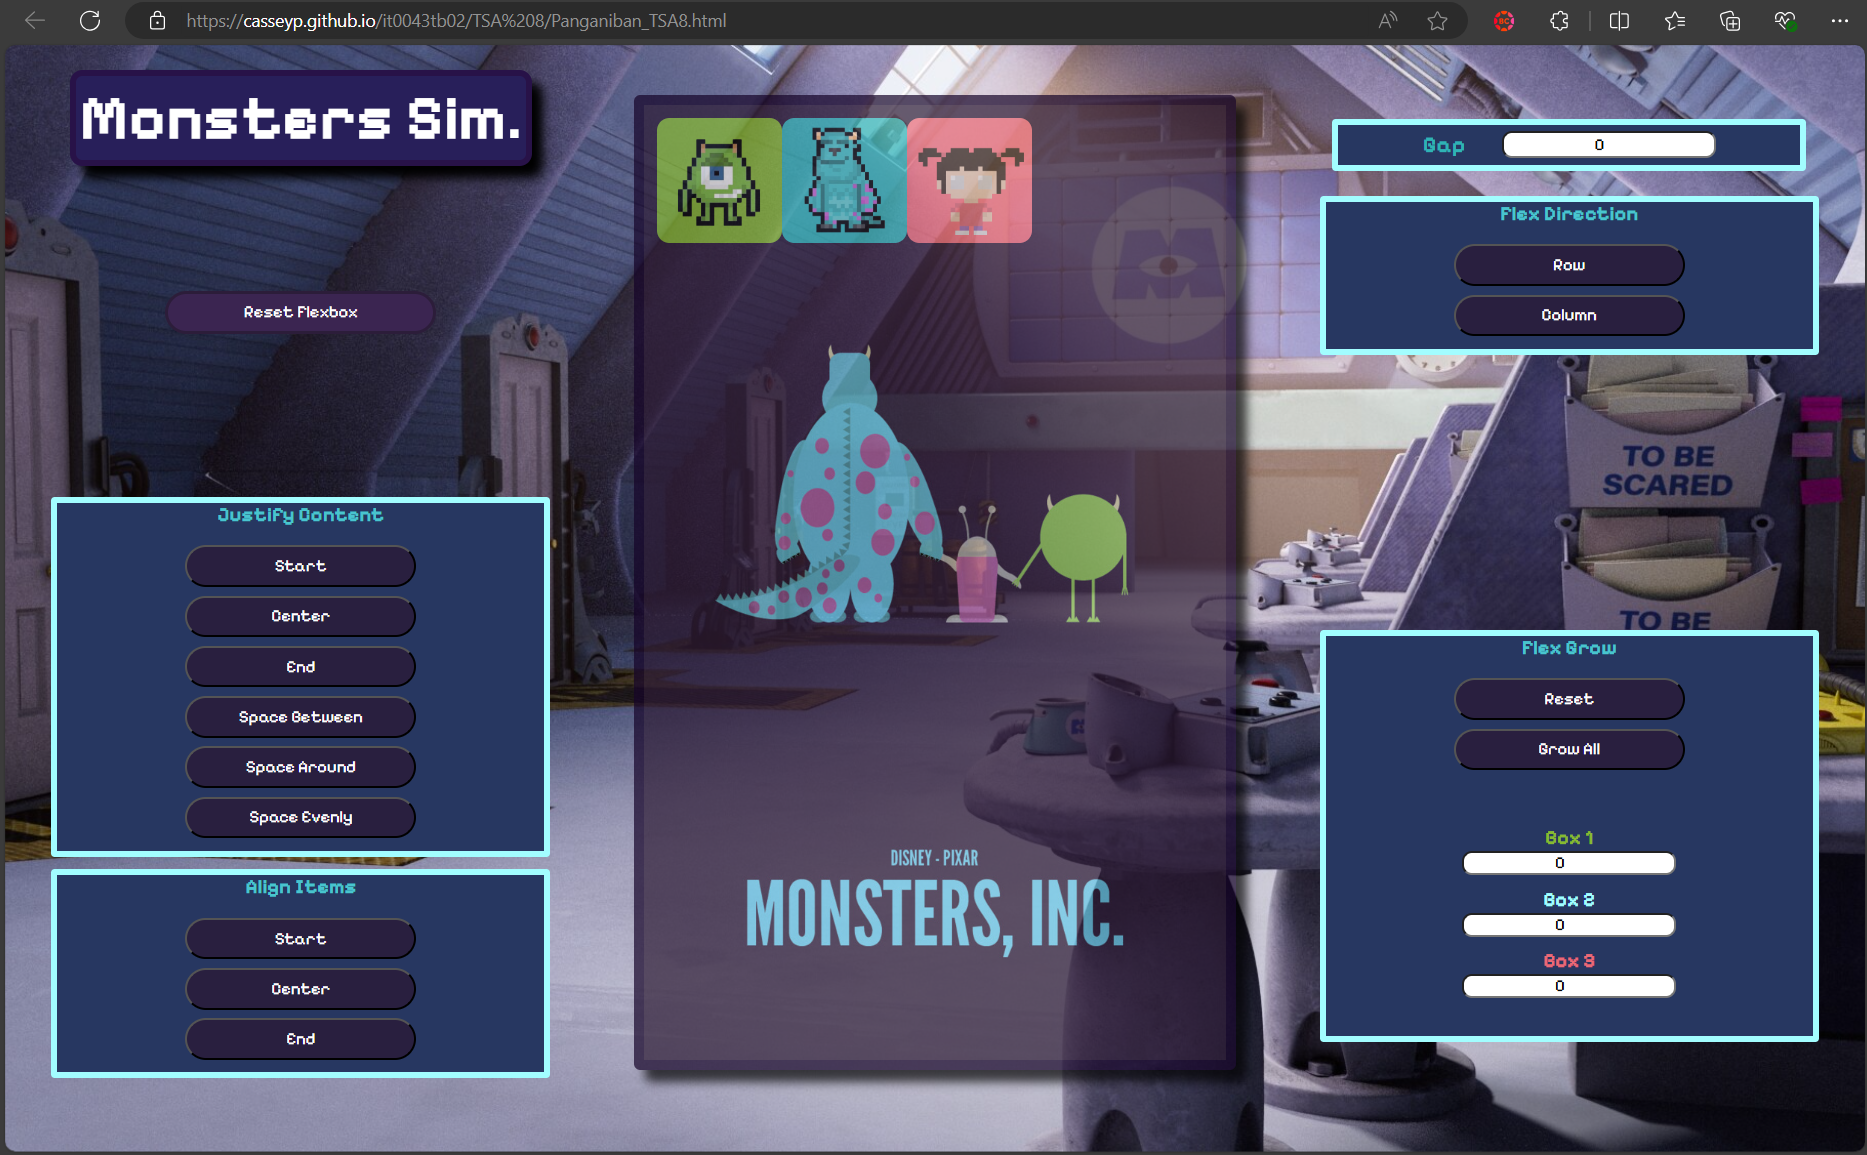 https://casseyp.github.io/it0043tb02/TSA%208/Panganiban_TSA8.html
Monsters Sim.
Reset Flexbox
Justify Content
Start
Center
End
Space Between
Space Around
Space Evenly
Align Items
Start
Center
End
M
DISNEY - PIXAR
MONSTERS, INC.
Gap
0
Flex Direction
Row
Column
TO BE
SCARED
TO BE
Flex Grow
Reset
Grow All
Box 1
0
Box 2
0
Box 3
0